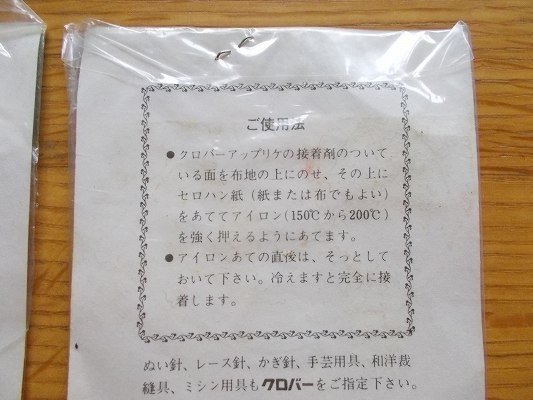 ご使用法
●クロバーアップリケの接着剤のついて
いる面を布地の上にのせ、その上に
セロハン紙(紙または布でもよい)
をあててアイロン(150℃から200℃)
を強く押えるようにあてます。
●アイロンあての直後は、そっとして
おいて下さい。冷えますと完全に接
着します。
ぬい針、レース針、かぎ針、手芸用具、和洋裁
縫具、ミシン用具もクロバーをご指定下さい。